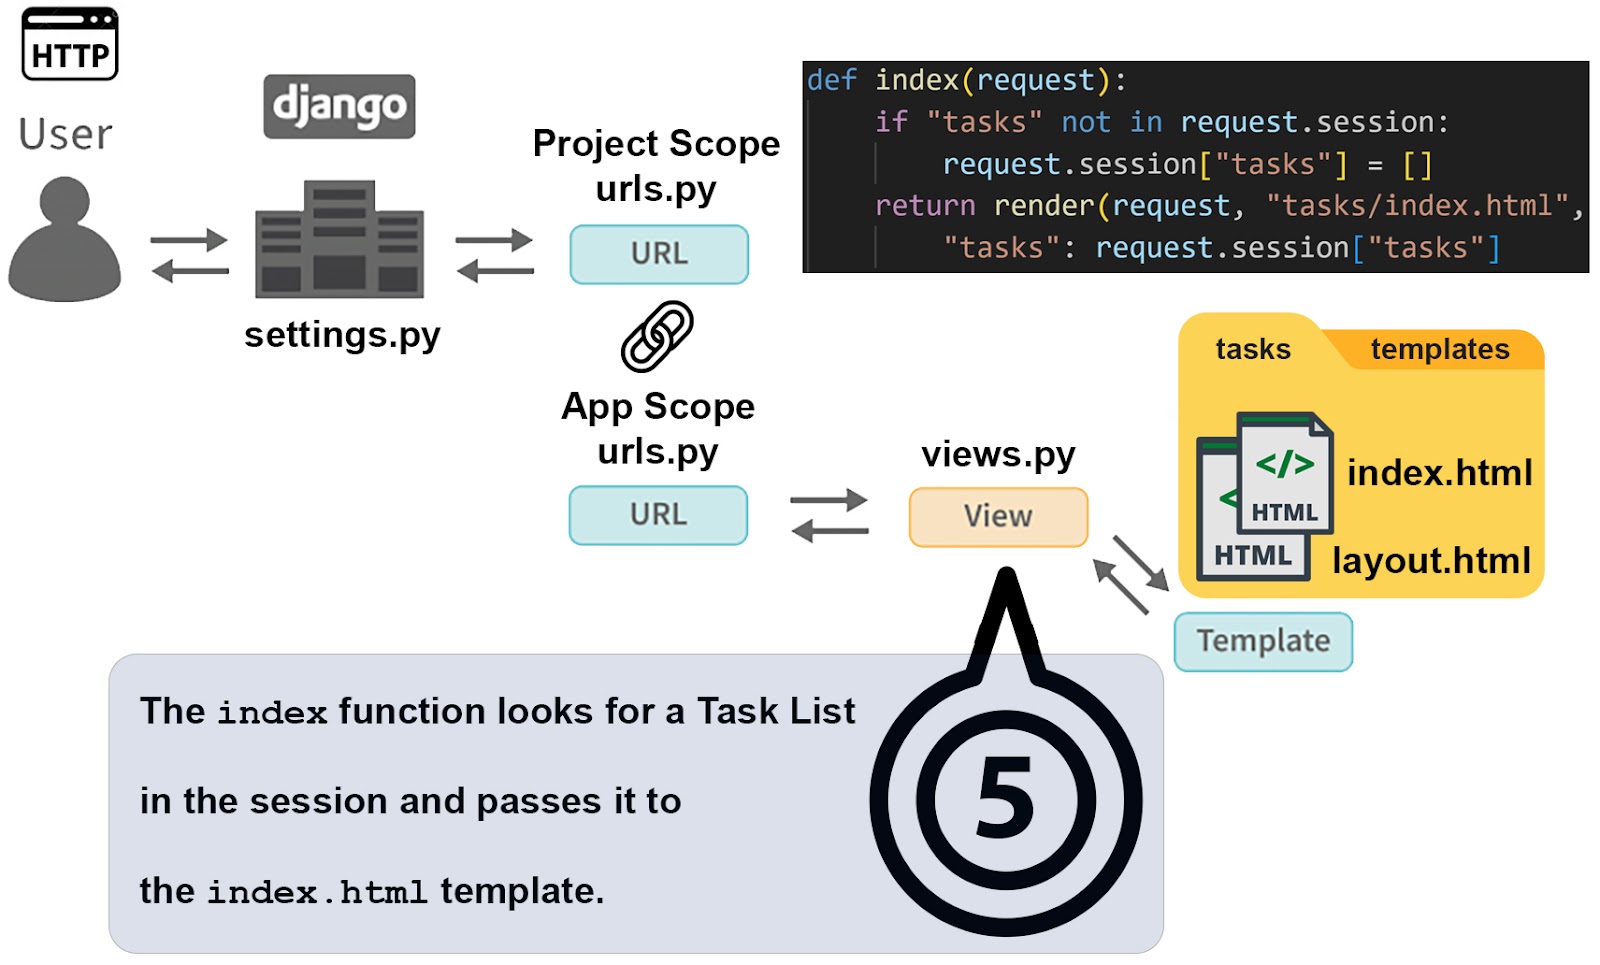 HTTP
User
django
settings.py
Project Scope
urls.py
URL
App Scope
urls.py
URL
def index(request):
    if "tasks" not in request.session:
        request.session["tasks"] = []
    return render(request, "tasks/index.html",
        "tasks": request.session["tasks"]
views.py
View
tasks
templates
</>
HTML
<
HTML
index.html
layout.html
Template
The index function looks for a Task List
in the session and passes it to
the index.html template.
5